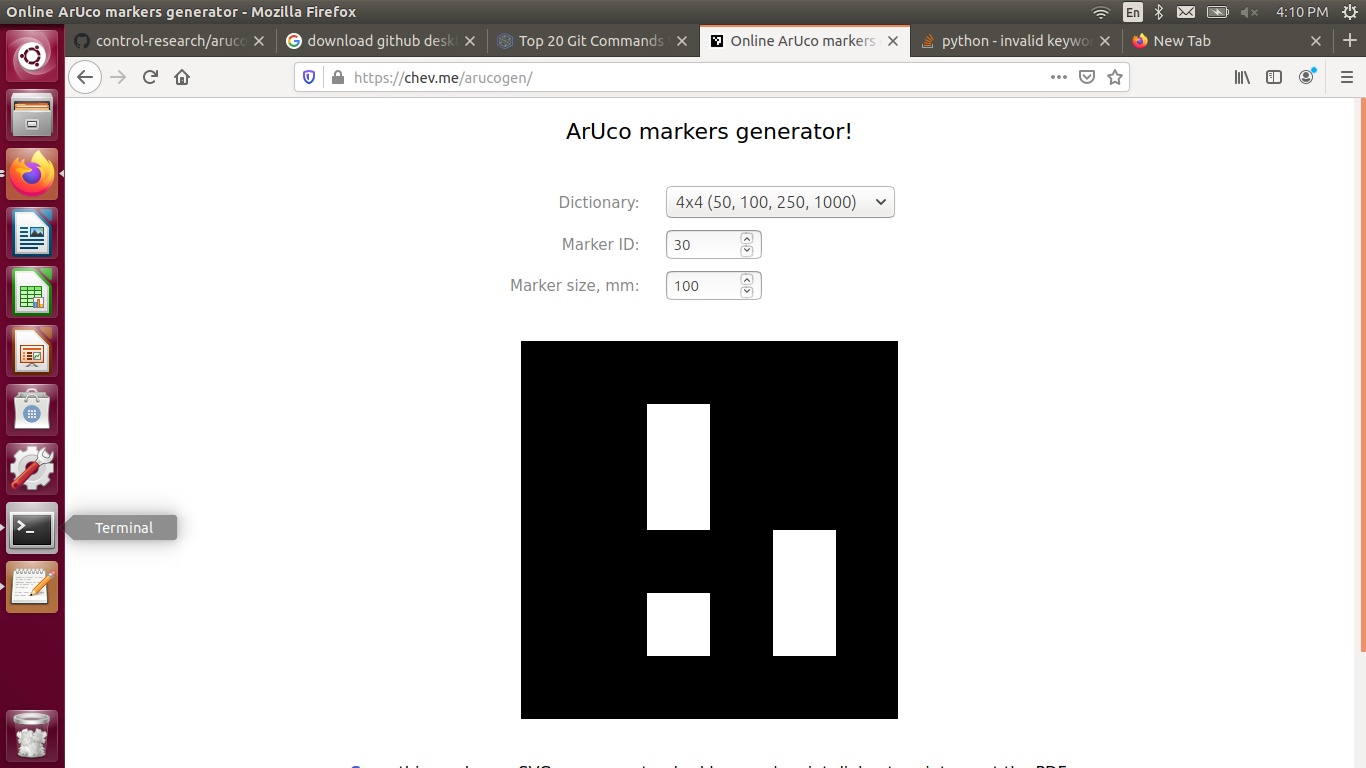 Online ArUco markers generator - Mozilla Firefox
En
4:10 PM
control-research/aruco
download github desk
Top 20 Git Commands
Online ArUco markers
python - invalid keywo
New Tab
https://chev.me/arucogen/
ArUco markers generator!
Dictionary:
4x4 (50, 100, 250, 1000)
Marker ID:
30
Marker size, mm:
100
Terminal